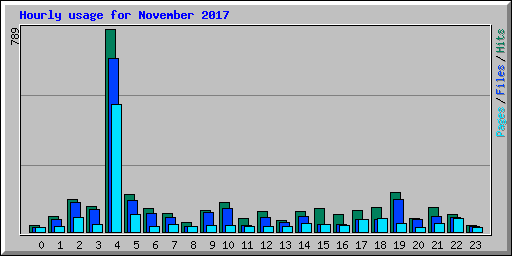 Hourly usage for November 2017
789
Pages/Files/Hits
0 1 2 3 4 5 6 7 8 9 10 11 12 13 14 15 16 17 18 19 20 21 22 23